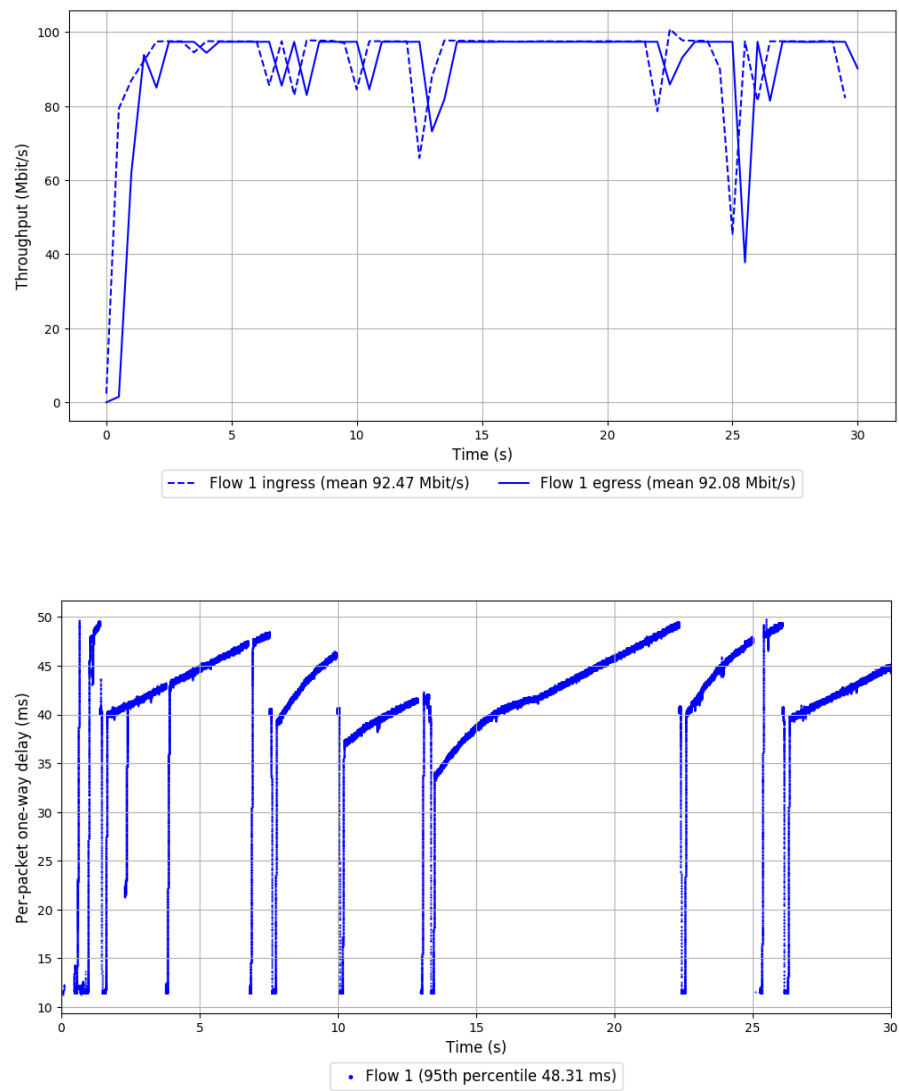 100
80
60
40
20
0
Throughput (Mbit/s)
0 5 10 15 20 25 30
Time (s)
Flow 1 ingress (mean 92.47 Mbit/s) Flow 1 egress (mean 92.08 Mbit/s)
50
45
40
35
30
25
20
15
10
Per-packet one-way delay (ms)
0 5 10 15 20 25 30
Time (s)
Flow 1 (95th percentile 48.31 ms)